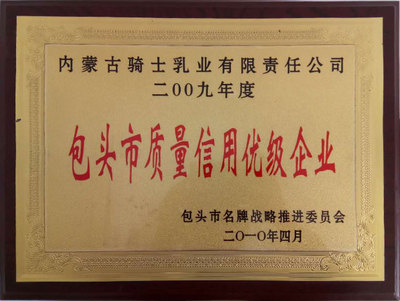 内蒙古骑士乳业有限责任公司
二00九年度
包头市质量信用优级企业
包头市名牌战略推进委员会
二〇一〇年四月